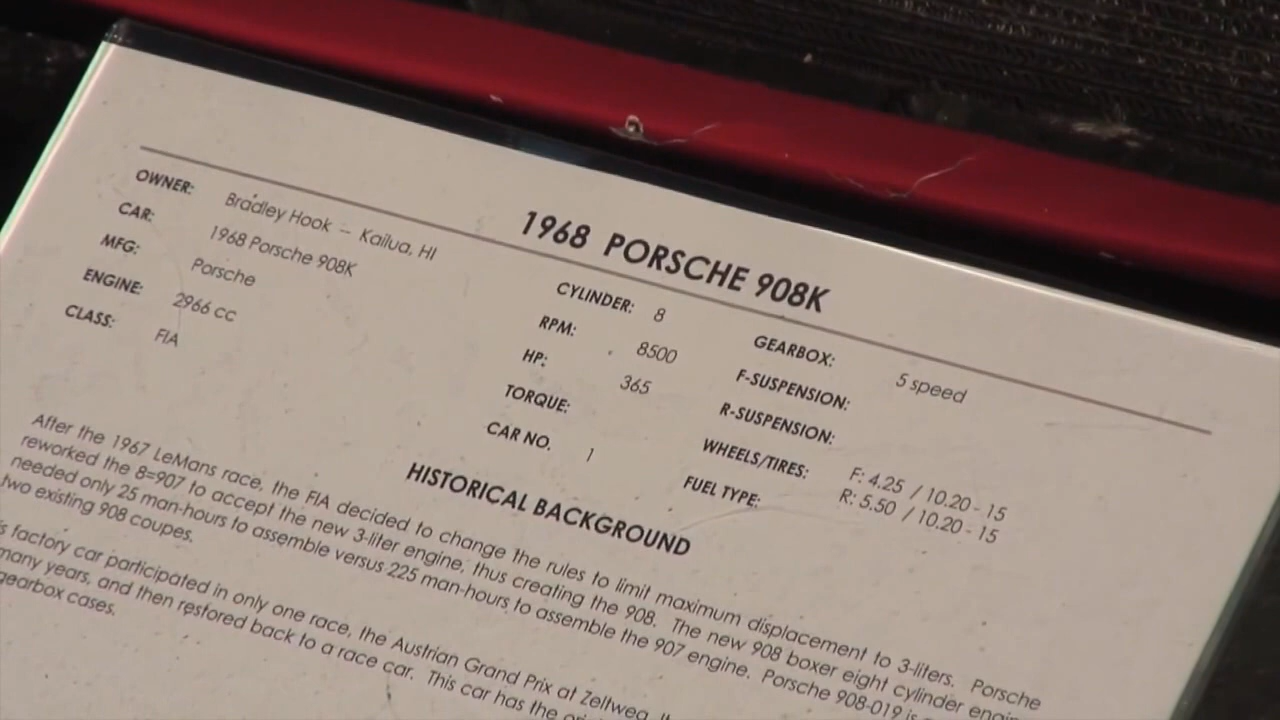 1968 PORSCHE 908K
OWNER: Bradley Hook – Kailua, HI
CAR: 1968 Porsche 908K
MFG: Porsche
ENGINE: 2966 cc
CLASS: FIA
CYLINDER: 8
RPM: 8500
HP: 365
TORQUE:
CAR NO. 1
GEARBOX: 5 speed
F-SUSPENSION:
R-SUSPENSION:
WHEELS/TIRES: F: 4.25 / 10.20 - 15
R: 5.50 / 10.20 - 15
FUEL TYPE:
HISTORICAL BACKGROUND
After the 1967 LeMans race, the FIA decided to change the rules to limit maximum displacement to 3-liters. Porsche
reworked the 8=907 to accept the new 3-liter engine, thus creating the 908. The new 908 boxer eight cylinder
needed only 25 man-hours to assemble versus 225 man-hours to assemble the 907 engine. Porsche 908-019 is
two existing 908 coupes.
factory car participated in only one race, the Austrian Grand Prix at Zeltweg.
many years, and then restored back to a race car. This car has the
gearbox cases.